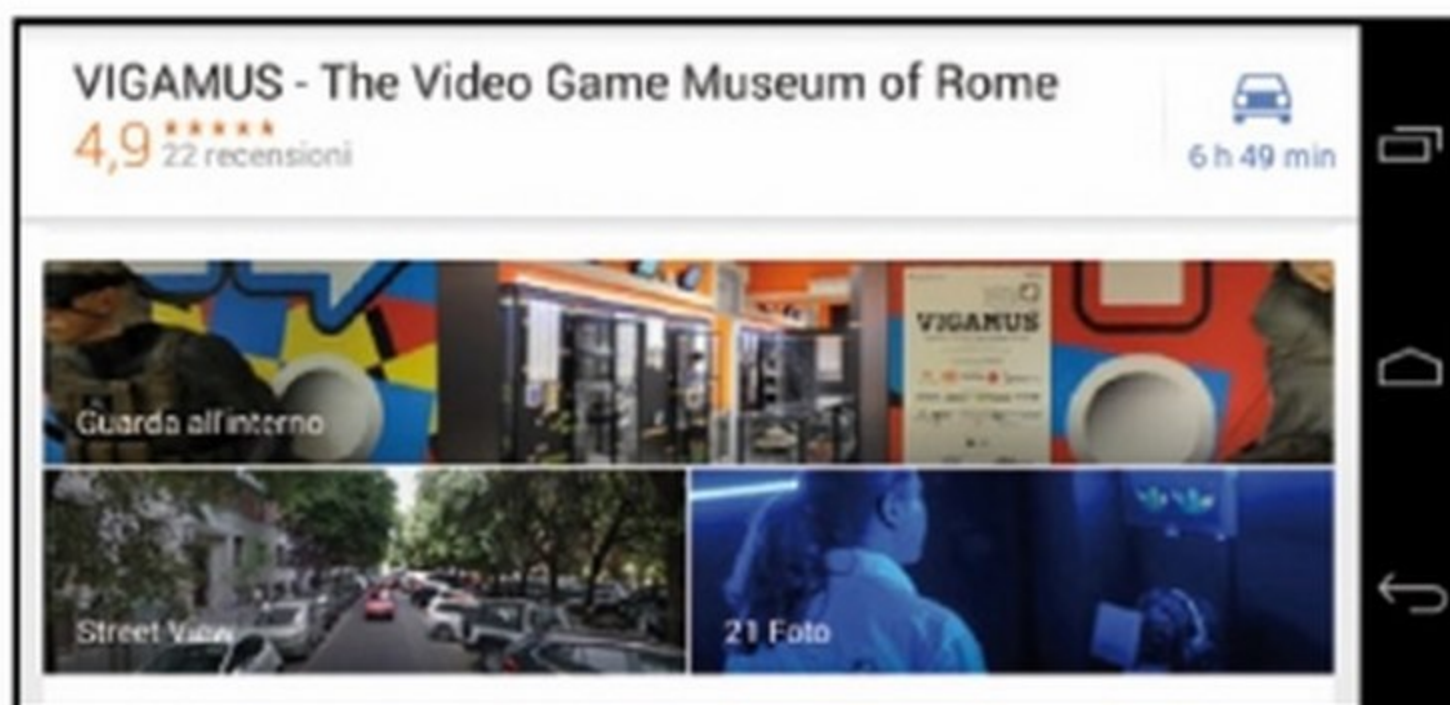 VIGAMUS - The Video Game Museum of Rome
4,9
22 recensioni
6 h 49 min
VIGAMUS
Guarda all'interno
Street View
21 Foto